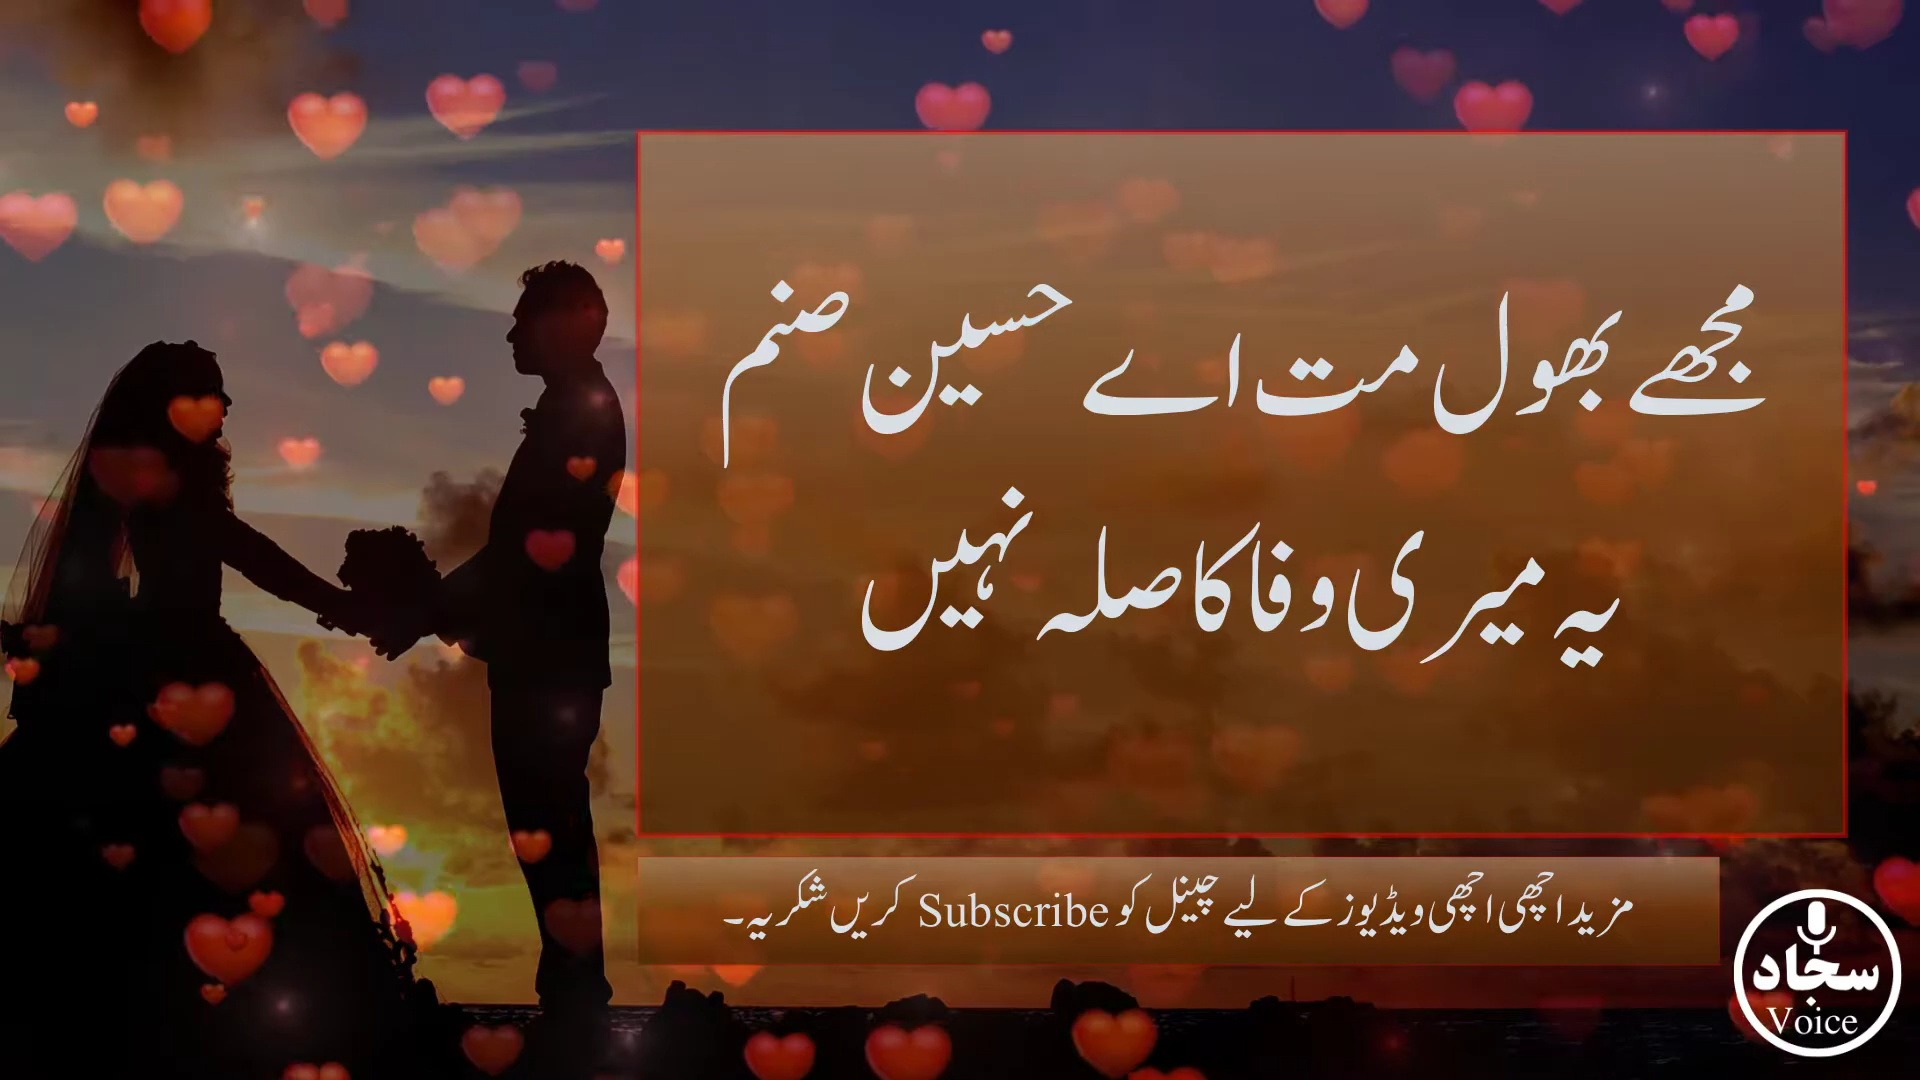 مجھے بھول مت اے حسین صنم
یہ میری وفا کا صلہ نہیں
مزید اچھی اچھی ویڈیوز کے لیے چینل کو Subscribe کریں شکریہ۔
سجاد
Voice